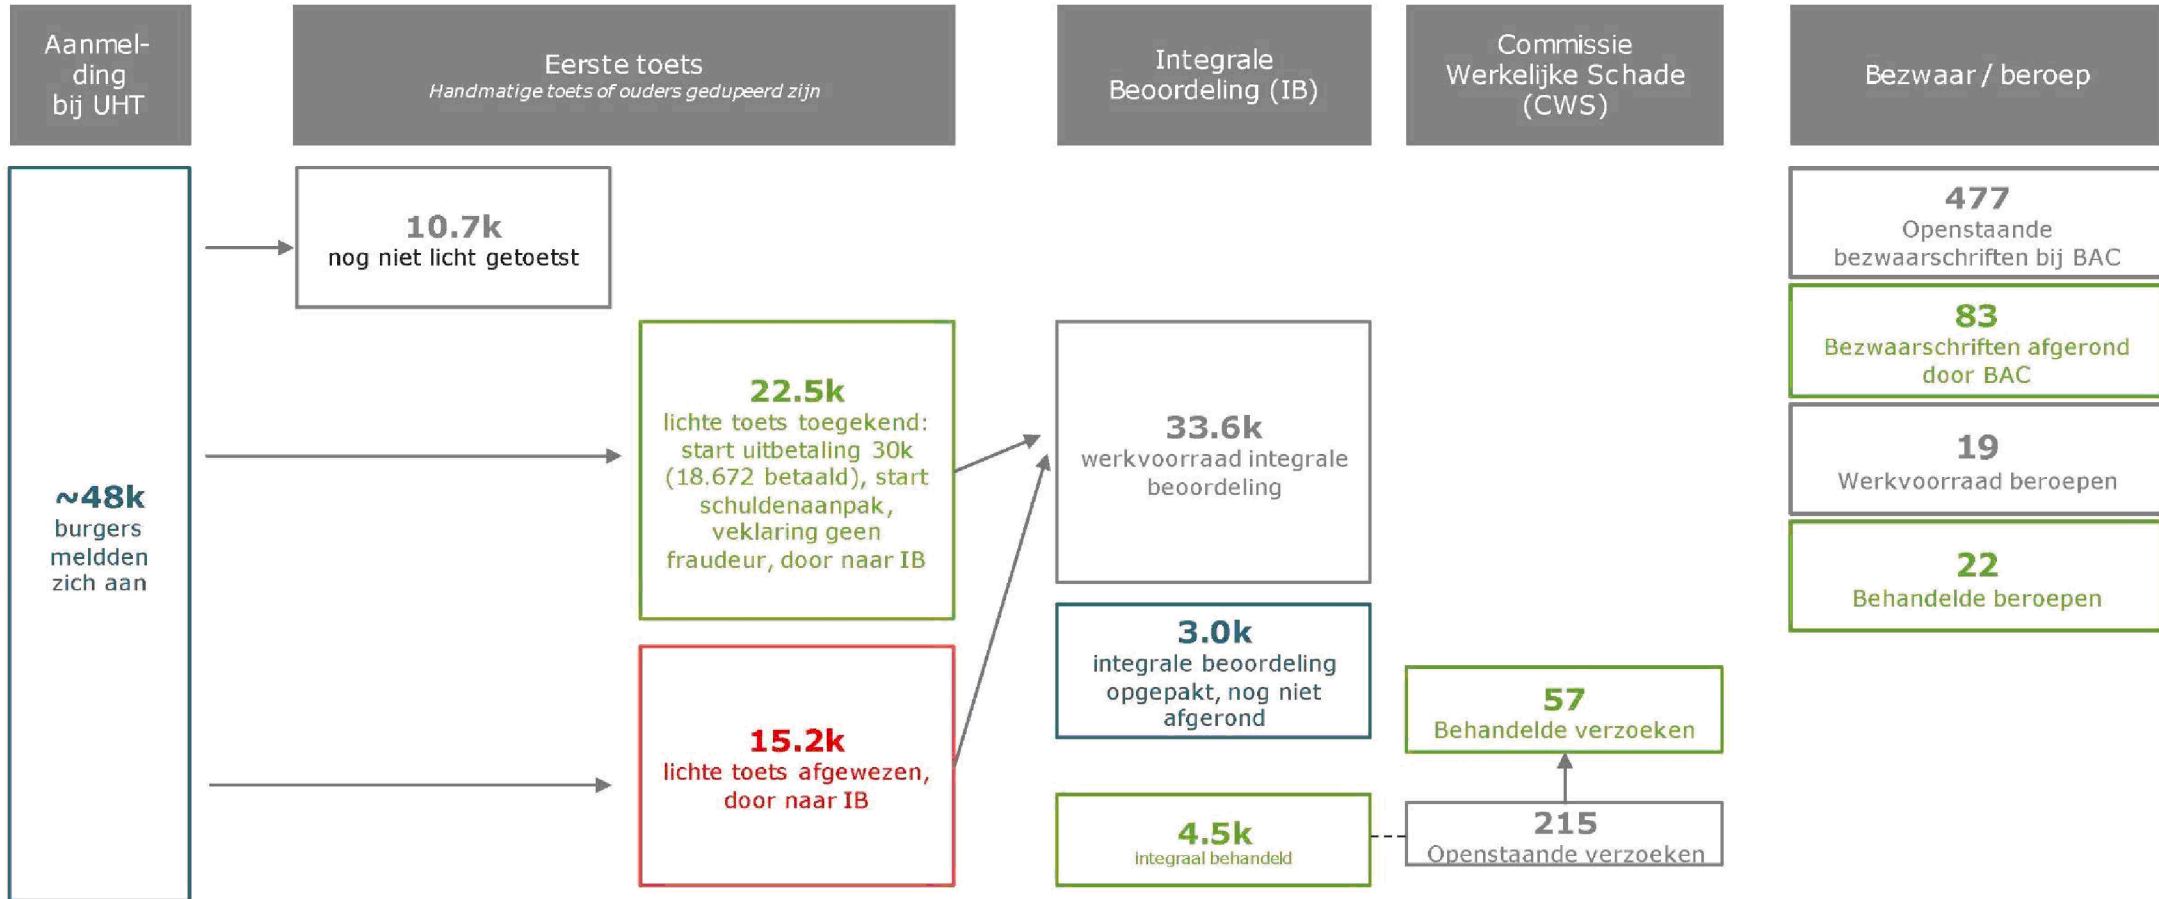 Aanmel-
ding
bij UHT
Eerste toets
Handmatige toets of ouders gedupeerd zijn
Integrale
Beoordeling (IB)
Commissie
Werkelijke Schade
(CWS)
Bezwaar / beroep
~48k
burgers
meldden
zich aan
10.7k
nog niet licht getoetst
22.5k
lichte toets toegekend:
start uitbetaling 30k
(18.672 betaald), start
schuldenaanpak,
veklaring geen
fraudeur, door naar IB
15.2k
lichte toets afgewezen,
door naar IB
33.6k
werkvoorraad integrale
beoordeling
3.0k
integrale beoordeling
opgepakt, nog niet
afgerond
4.5k
integraal behandeld
57
Behandelde verzoeken
215
Openstaande verzoeken
477
Openstaande
bezwaarschriften bij BAC
83
Bezwaarschriften afgerond
door BAC
19
Werkvoorraad beroepen
22
Behandelde beroepen